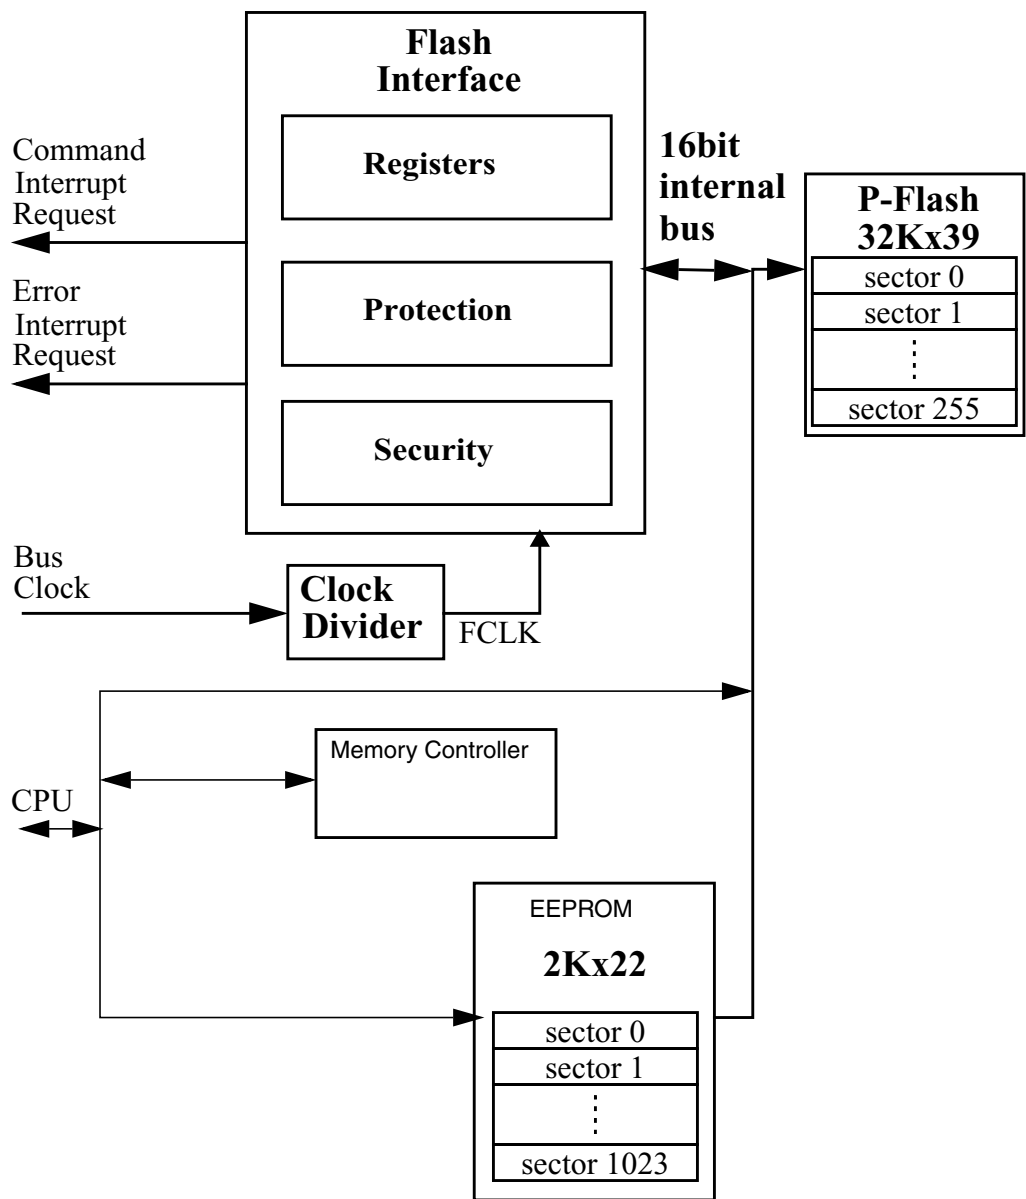 Flash
Interface
Registers
Protection
Security
Command
Interrupt
Request
Error
Interrupt
Request
16bit
internal
bus
P-Flash
32Kx39
sector 0
sector 1
sector 255
Bus
Clock
Clock
Divider
FCLK
Memory Controller
CPU
EEPROM
2Kx22
sector 0
sector 1
sector 1023